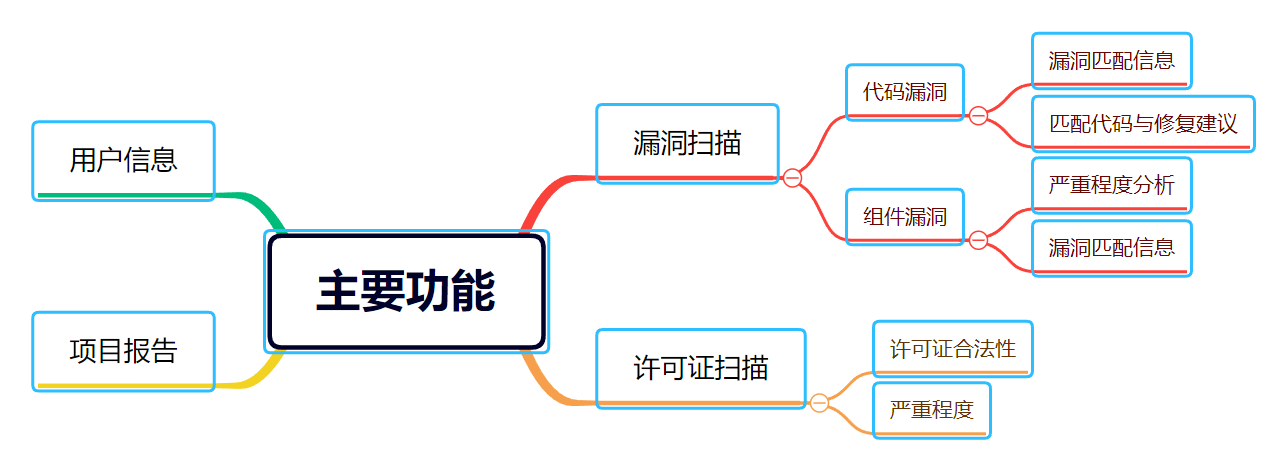 主要功能
用户信息
项目报告
漏洞扫描
代码漏洞
漏洞匹配信息
匹配代码与修复建议
组件漏洞
严重程度分析
漏洞匹配信息
许可证扫描
许可证合法性
严重程度